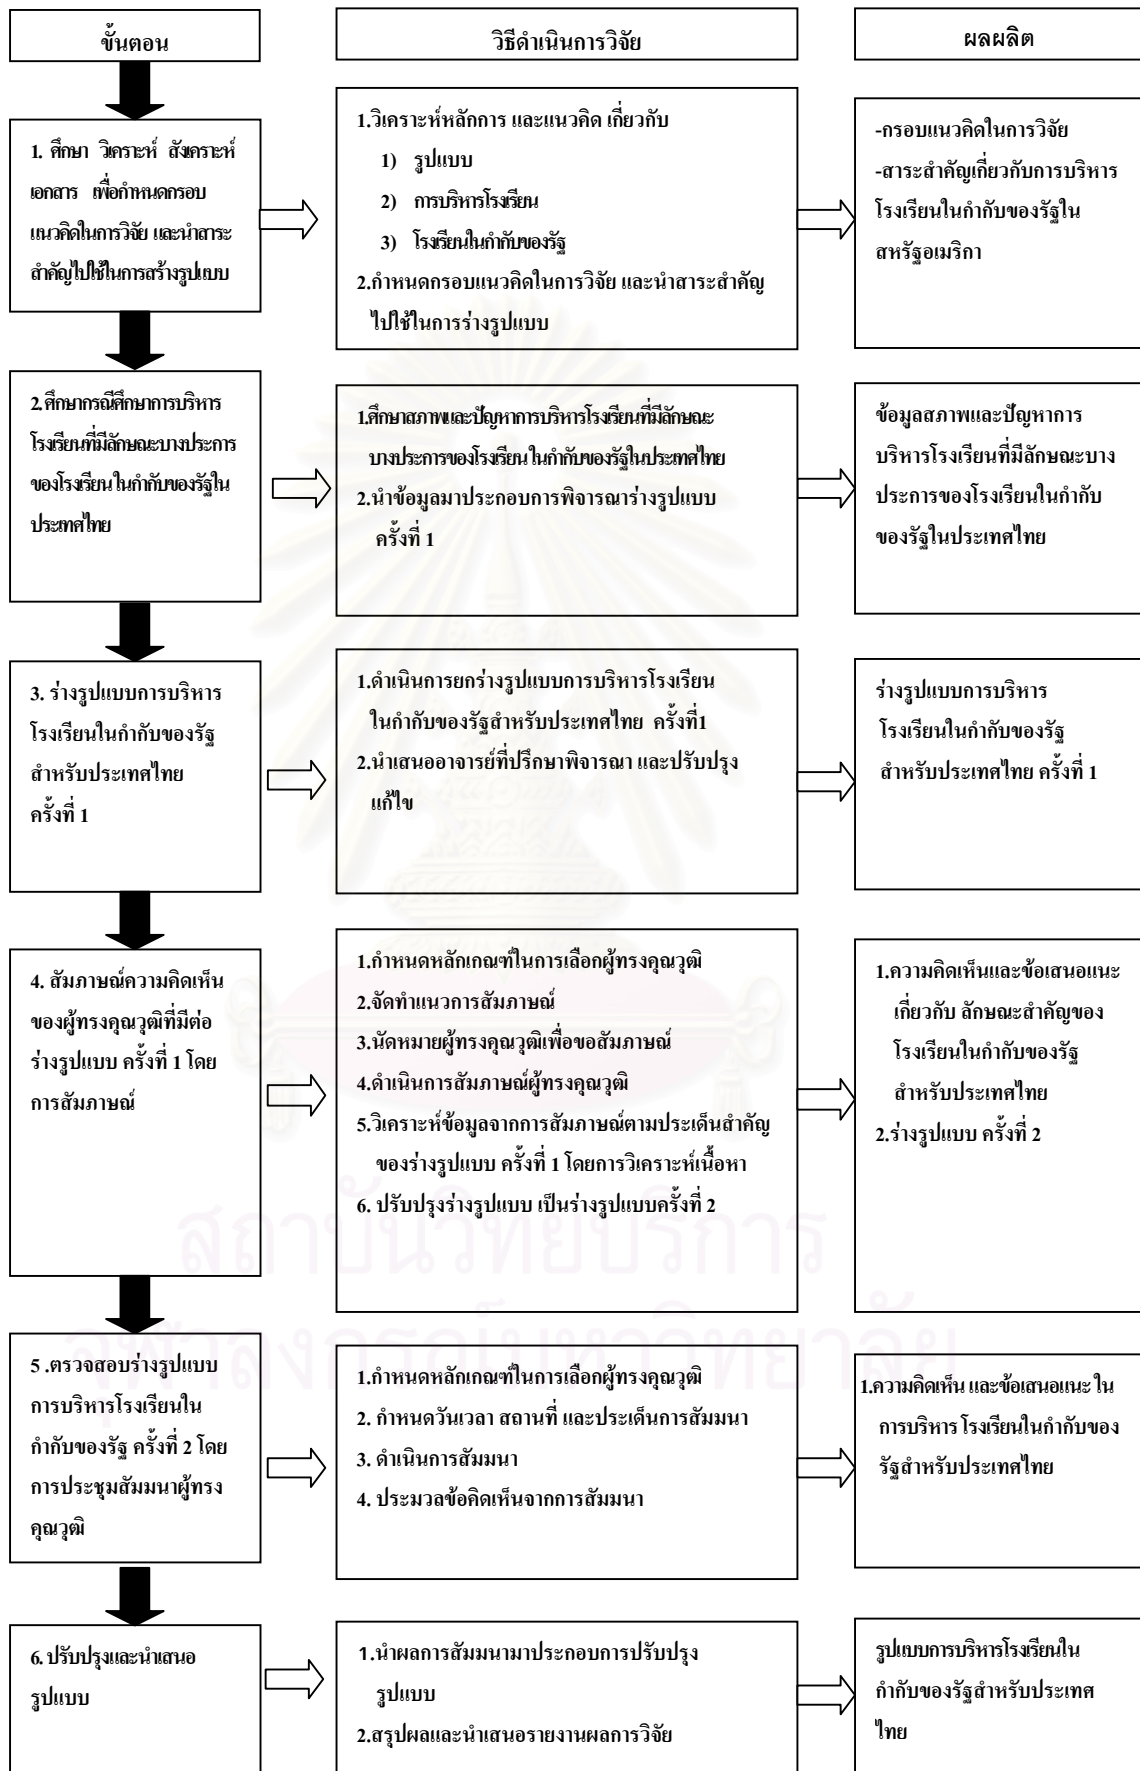 ขั้นตอน
วิธีดำเนินการวิจัย
ผลผลิต
1. ศึกษา วิเคราะห์ สังเคราะห์
เอกสาร เพื่อกำหนดกรอบ
แนวคิดในการวิจัย และนำสาระ
สำคัญไปใช้ในการสร้างรูปแบบ
1.วิเคราะห์หลักการ และแนวคิด เกี่ยวกับ
1) รูปแบบ
2) การบริหารโรงเรียน
3) โรงเรียนในกำกับของรัฐ
2.กำหนดกรอบแนวคิดในการวิจัย และนำสาระสำคัญ
ไปใช้ในการร่างรูปแบบ
-กรอบแนวคิดในการวิจัย
-สาระสำคัญเกี่ยวกับการบริหาร
โรงเรียนในกำกับของรัฐใน
สหรัฐอเมริกา
2.ศึกษากรณีศึกษาการบริหาร
โรงเรียนที่มีลักษณะบางประการ
ของโรงเรียน ในกำกับของรัฐใน
ประเทศไทย
1.ศึกษาสภาพและปัญหาการบริหารโรงเรียนที่มีลักษณะ
บางประการของโรงเรียน ในกำกับของรัฐในประเทศไทย
2.นำข้อมูลมาประกอบการพิจารณาร่างรูปแบบ
ครั้งที่ 1
ข้อมูลสภาพและปัญหาการ
บริหารโรงเรียนที่มีลักษณะบาง
ประการของโรงเรียนในกำกับ
ของรัฐในประเทศไทย
3. ร่างรูปแบบการบริหาร
โรงเรียนในกำกับของรัฐ
สำหรับประเทศไทย
ครั้งที่ 1
1.ดำเนินการยกร่างรูปแบบการบริหารโรงเรียน
ในกำกับของรัฐสำหรับประเทศไทย ครั้งที่1
2.นำเสนออาจารย์ที่ปรึกษาพิจารณา และปรับปรุง
แก้ไข
ร่างรูปแบบการบริหาร
โรงเรียนในกำกับของรัฐ
สำหรับประเทศไทย ครั้งที่ 1
4. สัมภาษณ์ความคิดเห็น
ของผู้ทรงคุณวุฒิที่มีต่อ
ร่างรูปแบบ ครั้งที่ 1 โดย
การสัมภาษณ์
1.กำหนดหลักเกณฑ์ในการเลือกผู้ทรงคุณวุฒิ
2.จัดทำแนวการสัมภาษณ์
3.นัดหมายผู้ทรงคุณวุฒิเพื่อขอสัมภาษณ์
4.ดำเนินการสัมภาษณ์ผู้ทรงคุณวุฒิ
5.วิเคราะห์ข้อมูลจากการสัมภาษณ์ตามประเด็นสำคัญ
ของร่างรูปแบบ ครั้งที่ 1 โดยการวิเคราะห์เนื้อหา
6. ปรับปรุงร่างรูปแบบ เป็นร่างรูปแบบครั้งที่ 2
1.ความคิดเห็นและข้อเสนอแนะ
เกี่ยวกับ ลักษณะสำคัญของ
โรงเรียนในกำกับของรัฐ
สำหรับประเทศไทย
2.ร่างรูปแบบ ครั้งที่ 2
สถาบันวิทยบริการ
จุฬาลงกรณ์มหาวิทยาลัย
5 .ตรวจสอบร่างรูปแบบ
การบริหารโรงเรียนใน
กำกับของรัฐ ครั้งที่ 2 โดย
การประชุมสัมมนาผู้ทรง
คุณวุฒิ
1.กำหนดหลักเกณฑ์ในการเลือกผู้ทรงคุณวุฒิ
2. กำหนดวันเวลา สถานที่ และประเด็นการสัมมนา
3. ดำเนินการสัมมนา
4. ประมวลข้อคิดเห็นจากการสัมมนา
1.ความคิดเห็น และข้อเสนอแนะ ใน
การบริหาร โรงเรียนในกำกับของ
รัฐสำหรับประเทศไทย
6. ปรับปรุงและนำเสนอ
รูปแบบ
1.นำผลการสัมมนามาประกอบการปรับปรุง
รูปแบบ
2.สรุปผลและนำเสนอรายงานผลการวิจัย
รูปแบบการบริหารโรงเรียนใน
กำกับของรัฐสำหรับประเทศ
ไทย